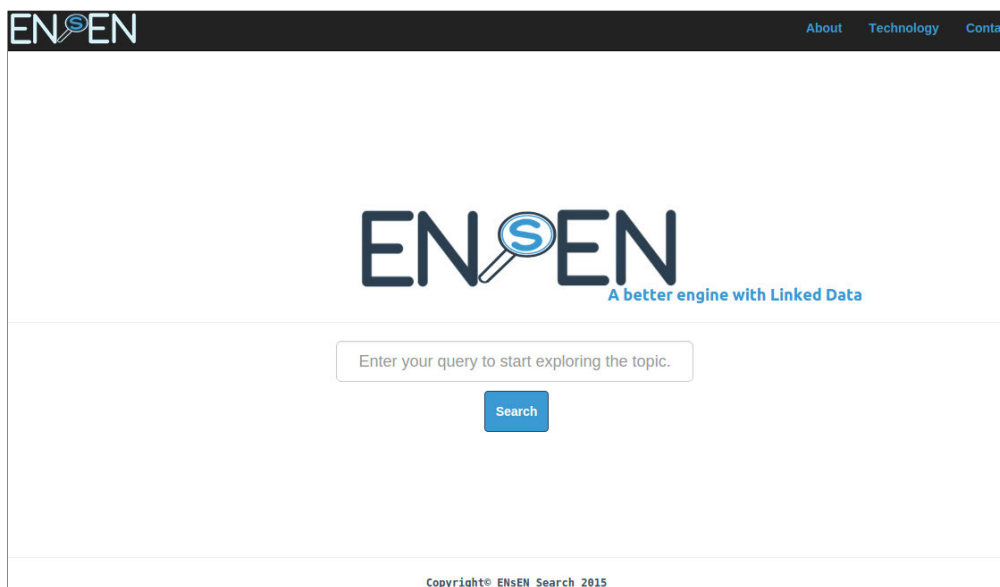 ENSEN
About Technology Conta
ENSEN
A better engine with Linked Data
Enter your query to start exploring the topic.
Search
Copyright© ENsEN Search 2015